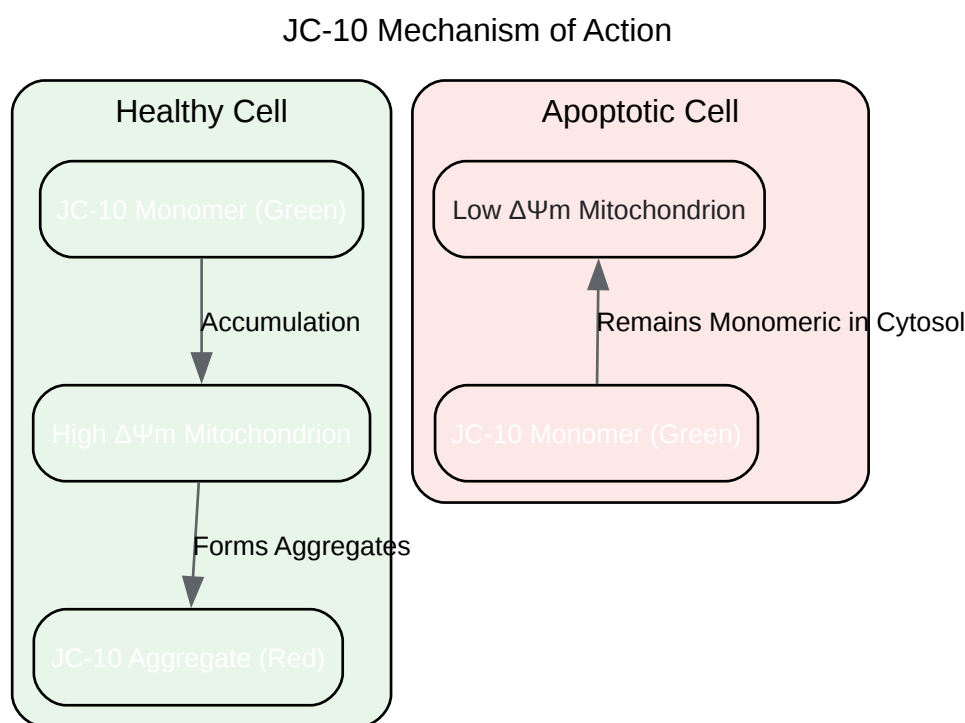 JC-10 Mechanism of Action
Healthy Cell
JC-10 Monomer (Green)
Accumulation
High ΔΨm Mitochondrion
Forms Aggregates
JC-10 Aggregate (Red)
Apoptotic Cell
Low ΔΨm Mitochondrion
Remains Monomeric in Cytosol
JC-10 Monomer (Green)